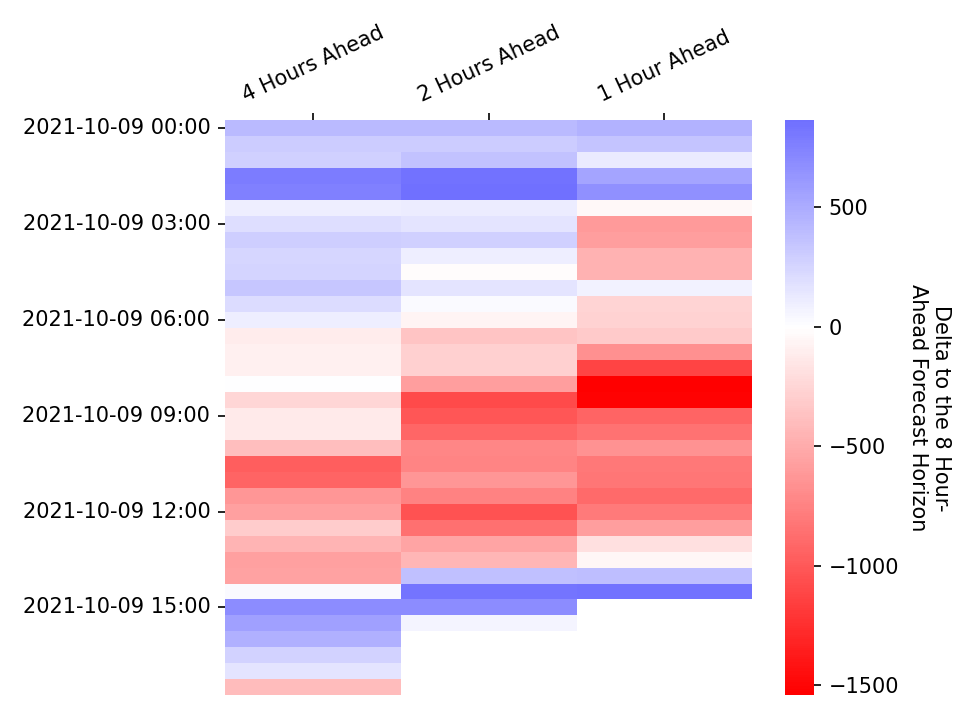 4 Hours Ahead
2 Hours Ahead
1 Hour Ahead
2021-10-09 00:00
2021-10-09 03:00
2021-10-09 06:00
2021-10-09 09:00
2021-10-09 12:00
2021-10-09 15:00
500
0
−500
−1000
−1500
Delta to the 8 Hour-
Ahead Forecast Horizon